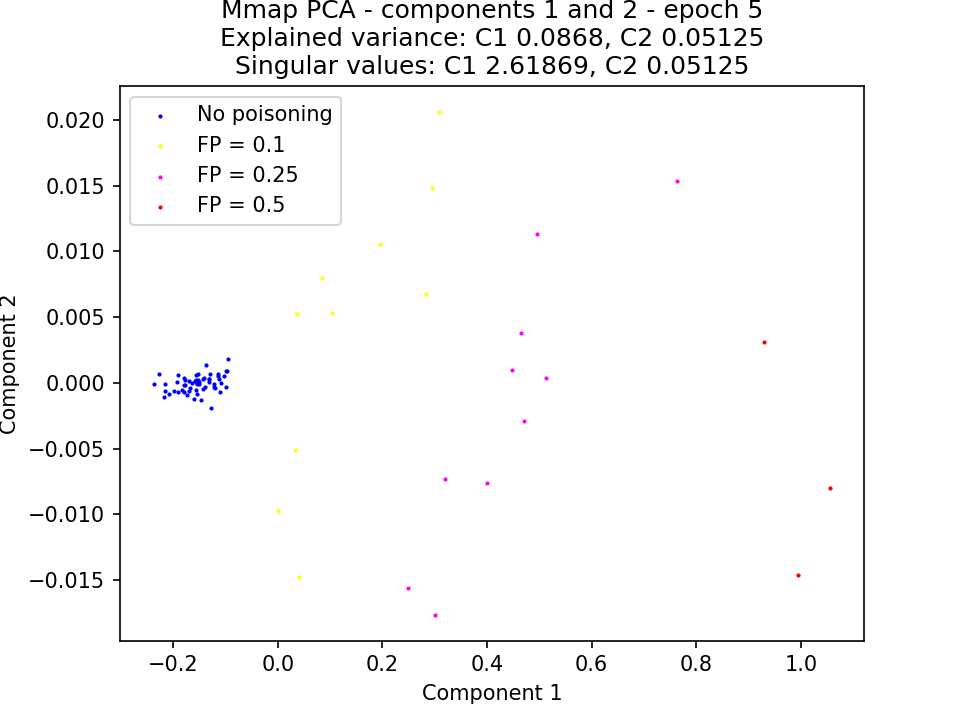 Mmap PCA - components 1 and 2 - epoch 5
Explained variance: C1 0.0868, C2 0.05125
Singular values: C1 2.61869, C2 0.05125
No poisoning
FP = 0.1
FP = 0.25
FP = 0.5
0.020
0.015
0.010
0.005
0.000
−0.005
−0.010
−0.015
Component 2
−0.2
0.0
0.2
0.4
0.6
0.8
1.0
Component 1